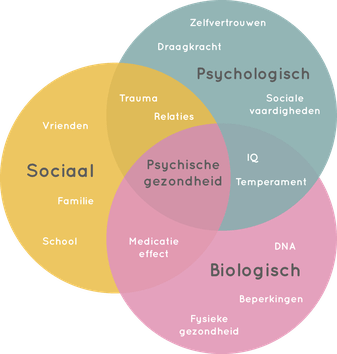 Zelfvertrouwen
Draagkracht
Psychologisch
Sociale
vaardigheden
Trauma
Relaties
Vrienden
Sociaal
Familie
School
Psychische
gezondheid
IQ
Temperament
Medicatie
effect
DNA
Biologisch
Beperkingen
Fysieke
gezondheid